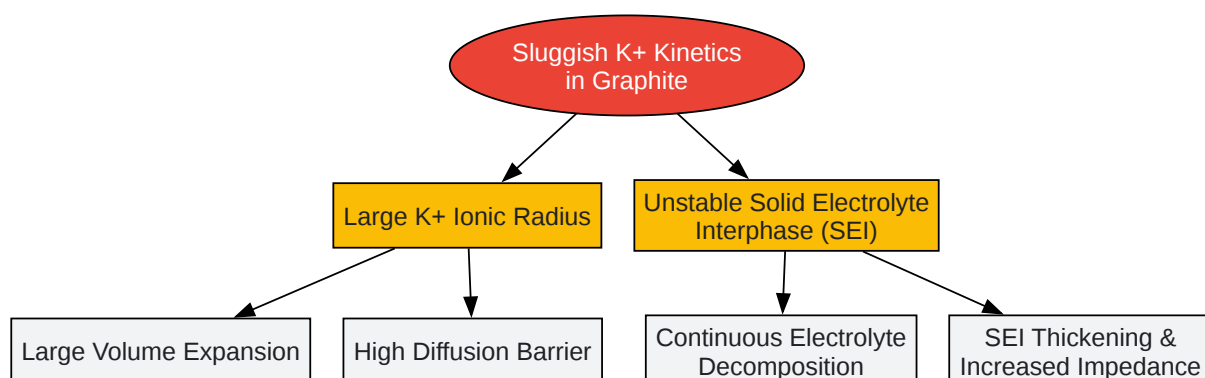 Sluggish K+ Kinetics
in Graphite
Large K+ Ionic Radius
Unstable Solid Electrolyte
Interphase (SEI)
Large Volume Expansion
High Diffusion Barrier
Continuous Electrolyte
Decomposition
SEI Thickening &
Increased Impedance